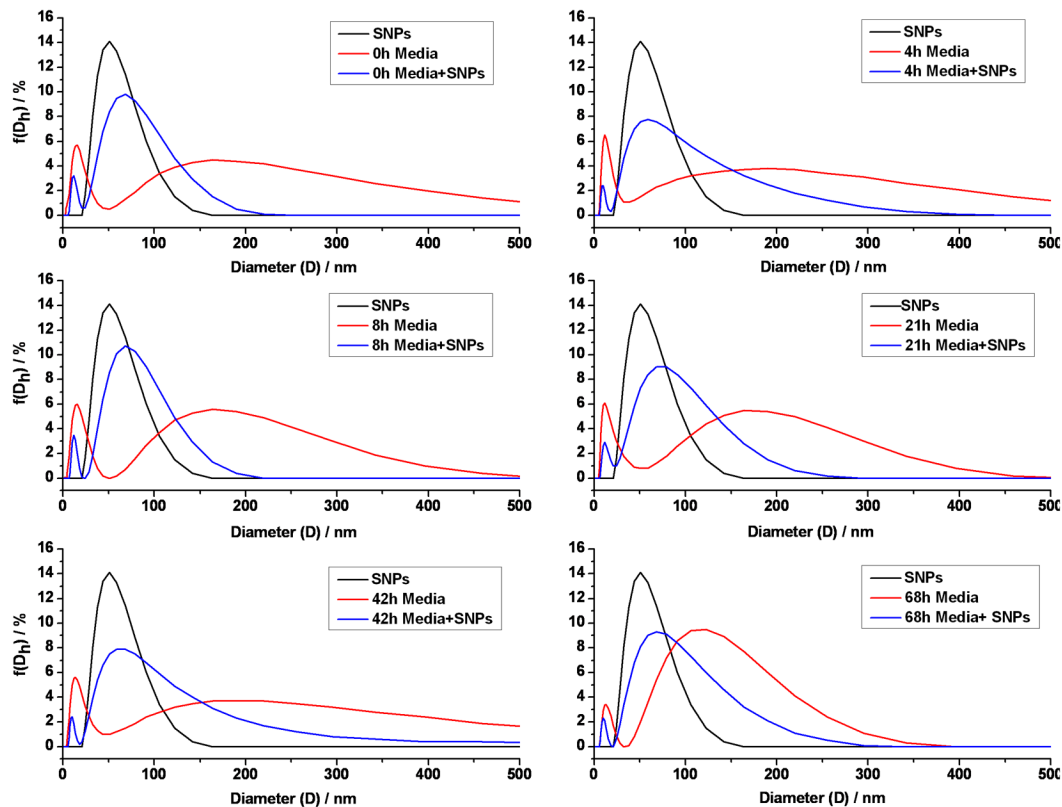 f(Dh) / %
16
14
12
10
8
6
4
2
0
SNPs
0h Media
0h Media+SNPs
0 100 200 300 400 500
Diameter (D) / nm
16
14
12
10
8
6
4
2
0
SNPs
4h Media
4h Media+SNPs
0 100 200 300 400 500
Diameter (D) / nm
f(Dh) / %
16
14
12
10
8
6
4
2
0
SNPs
8h Media
8h Media+SNPs
0 100 200 300 400 500
Diameter (D) / nm
16
14
12
10
8
6
4
2
0
SNPs
21h Media
21h Media+SNPs
0 100 200 300 400 500
Diameter (D) / nm
f(Dh) / %
16
14
12
10
8
6
4
2
0
SNPs
42h Media
42h Media+SNPs
0 100 200 300 400 500
Diameter (D) / nm
16
14
12
10
8
6
4
2
0
SNPs
68h Media
68h Media+ SNPs
0 100 200 300 400 500
Diameter (D) / nm